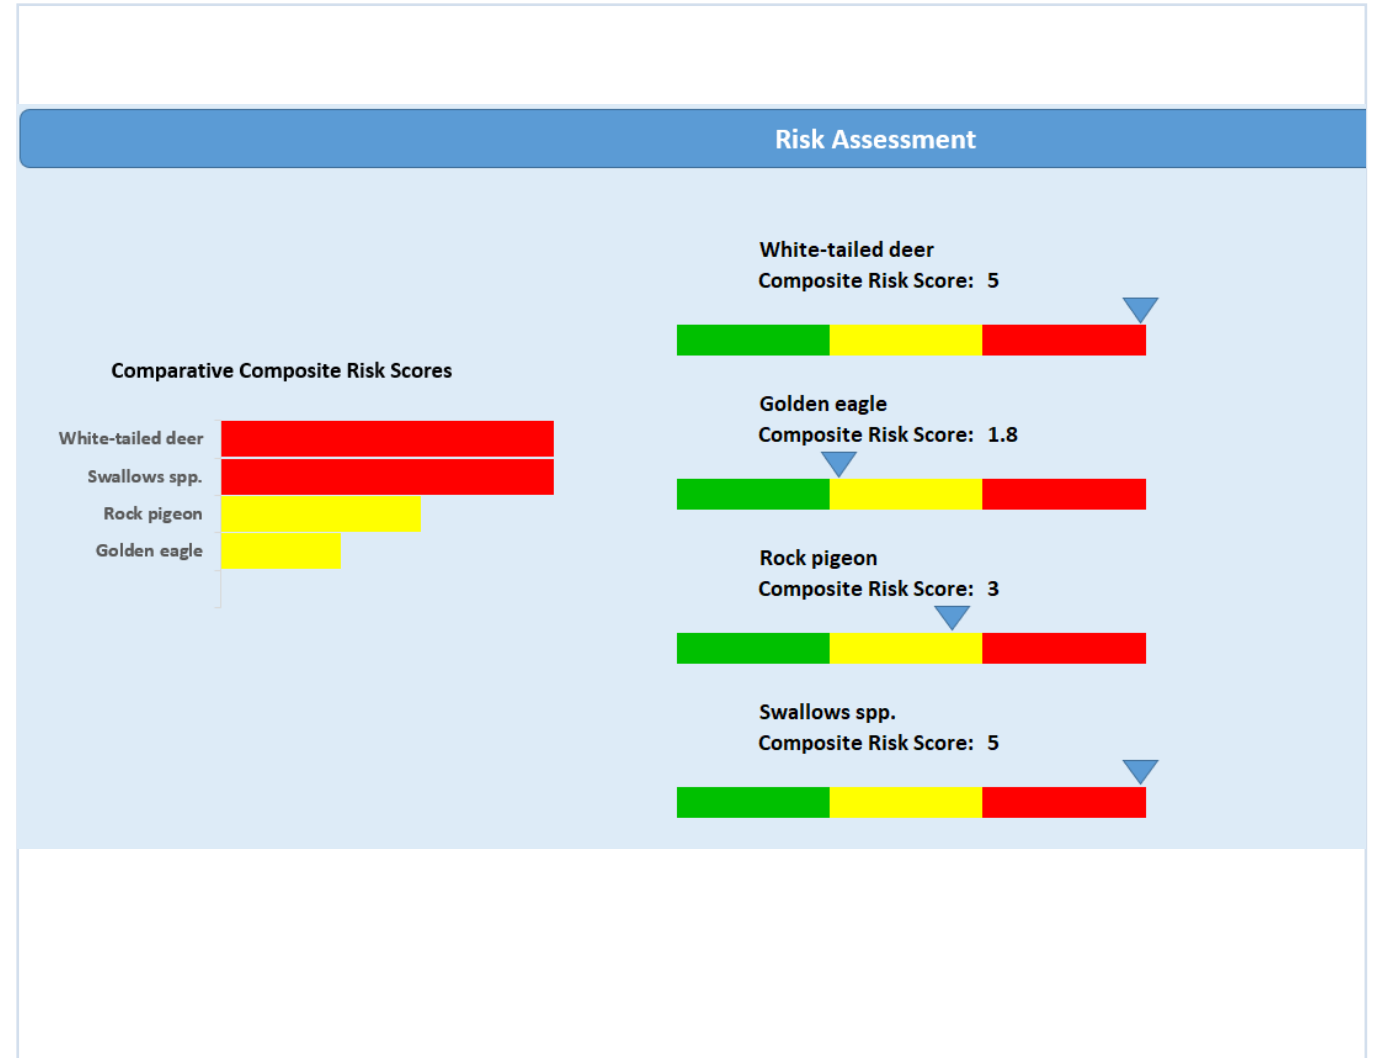 Risk Assessment
Comparative Composite Risk Scores
White-tailed deer
Swallows spp.
Rock pigeon
Golden eagle
White-tailed deer
Composite Risk Score: 5
Golden eagle
Composite Risk Score: 1.8
Rock pigeon
Composite Risk Score: 3
Swallows spp.
Composite Risk Score: 5